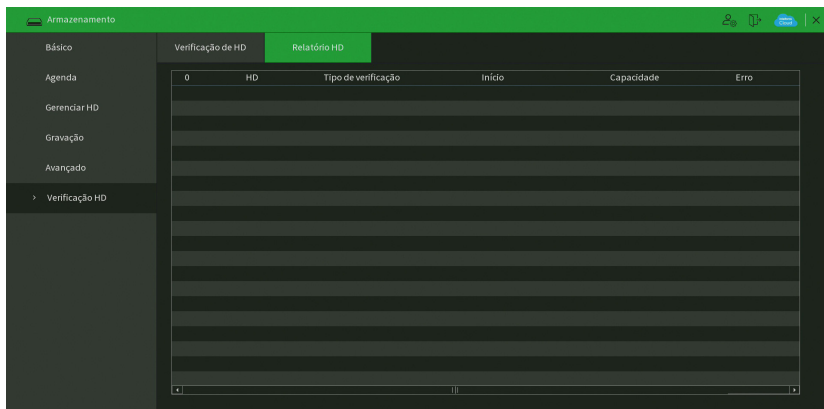 Armazenamento
Básico
Agenda
Gerenciar HD
Gravação
Avançado
> Verificação HD
Verificação de HD Relatório HD
0 HD Tipo de verificação Início Capacidade Erro